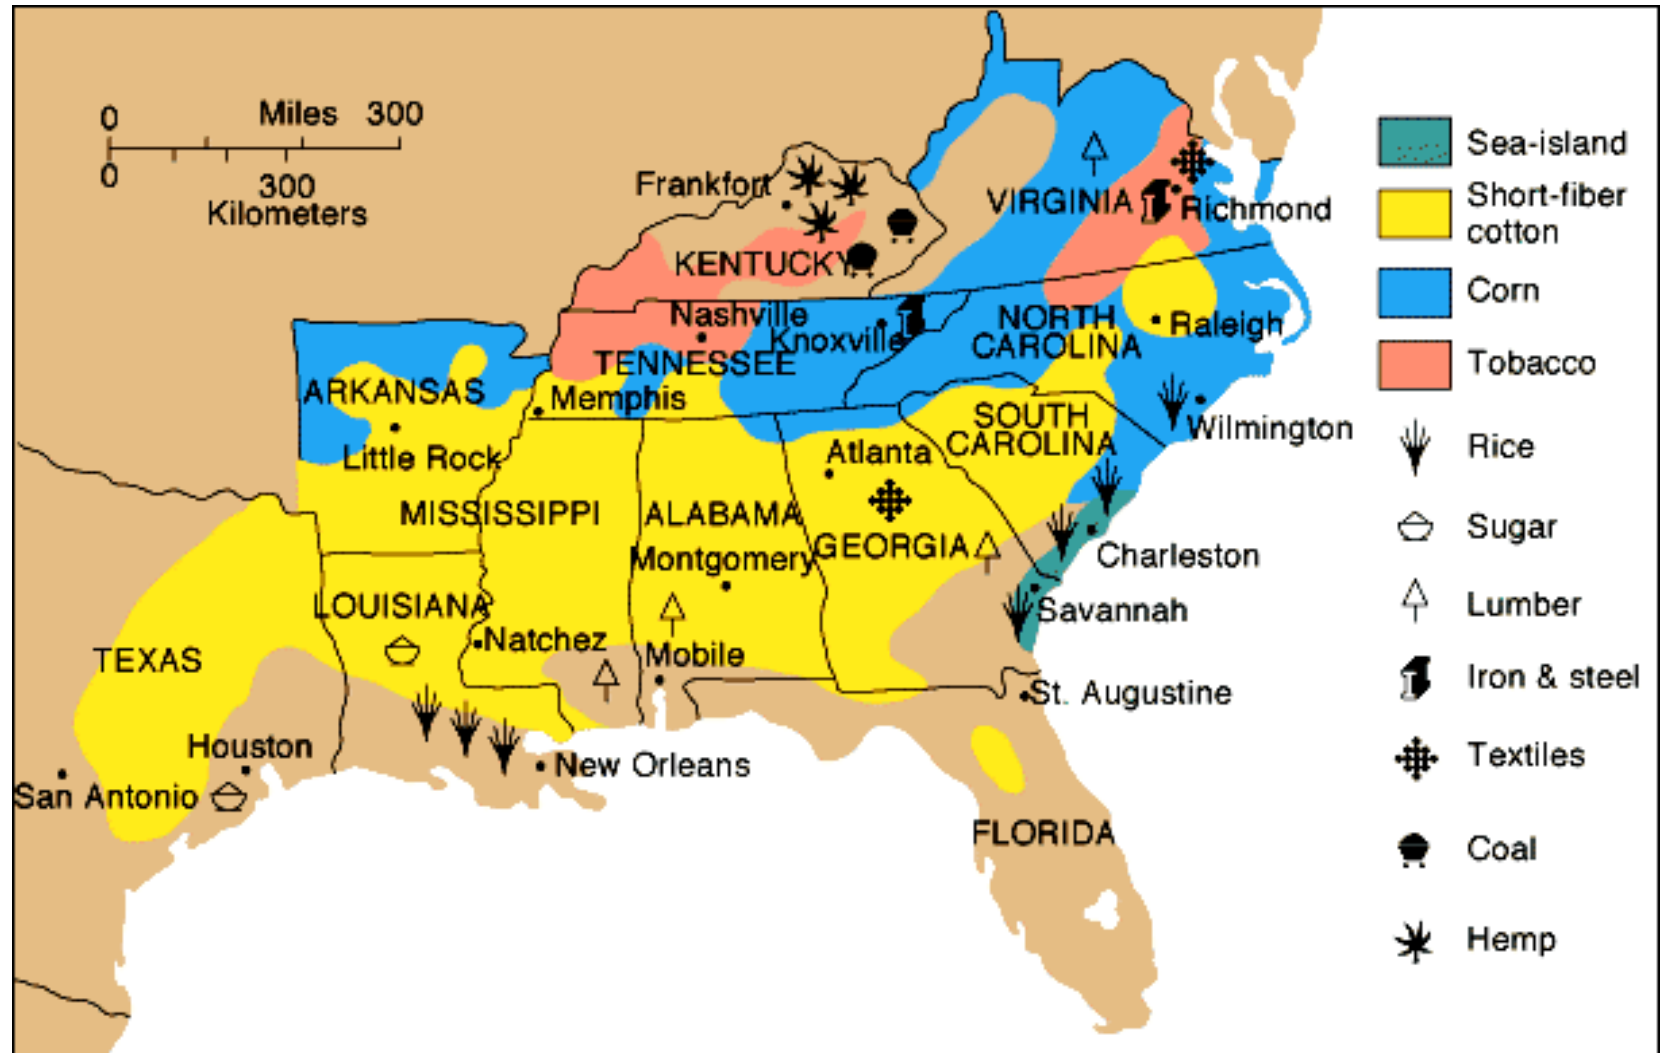 0 Miles 300
0 300
Kilometers
Frankfort
VIRGINIA
Richmond
KENTUCKY
Nashville
Knoxville
NORTH
CAROLINA
Raleigh
TENNESSEE
ARKANSAS
Memphis
Little Rock
SOUTH
CAROLINA
Wilmington
Atlanta
MISSISSIPPI
ALABAMA
GEORGIA
Montgomery
Charleston
LOUISIANA
Savannah
Natchez
Mobile
TEXAS
St. Augustine
Houston
New Orleans
San Antonio
FLORIDA
Sea-island
Short-fiber
cotton
Corn
Tobacco
Rice
Sugar
Lumber
Iron & steel
Textiles
Coal
Hemp